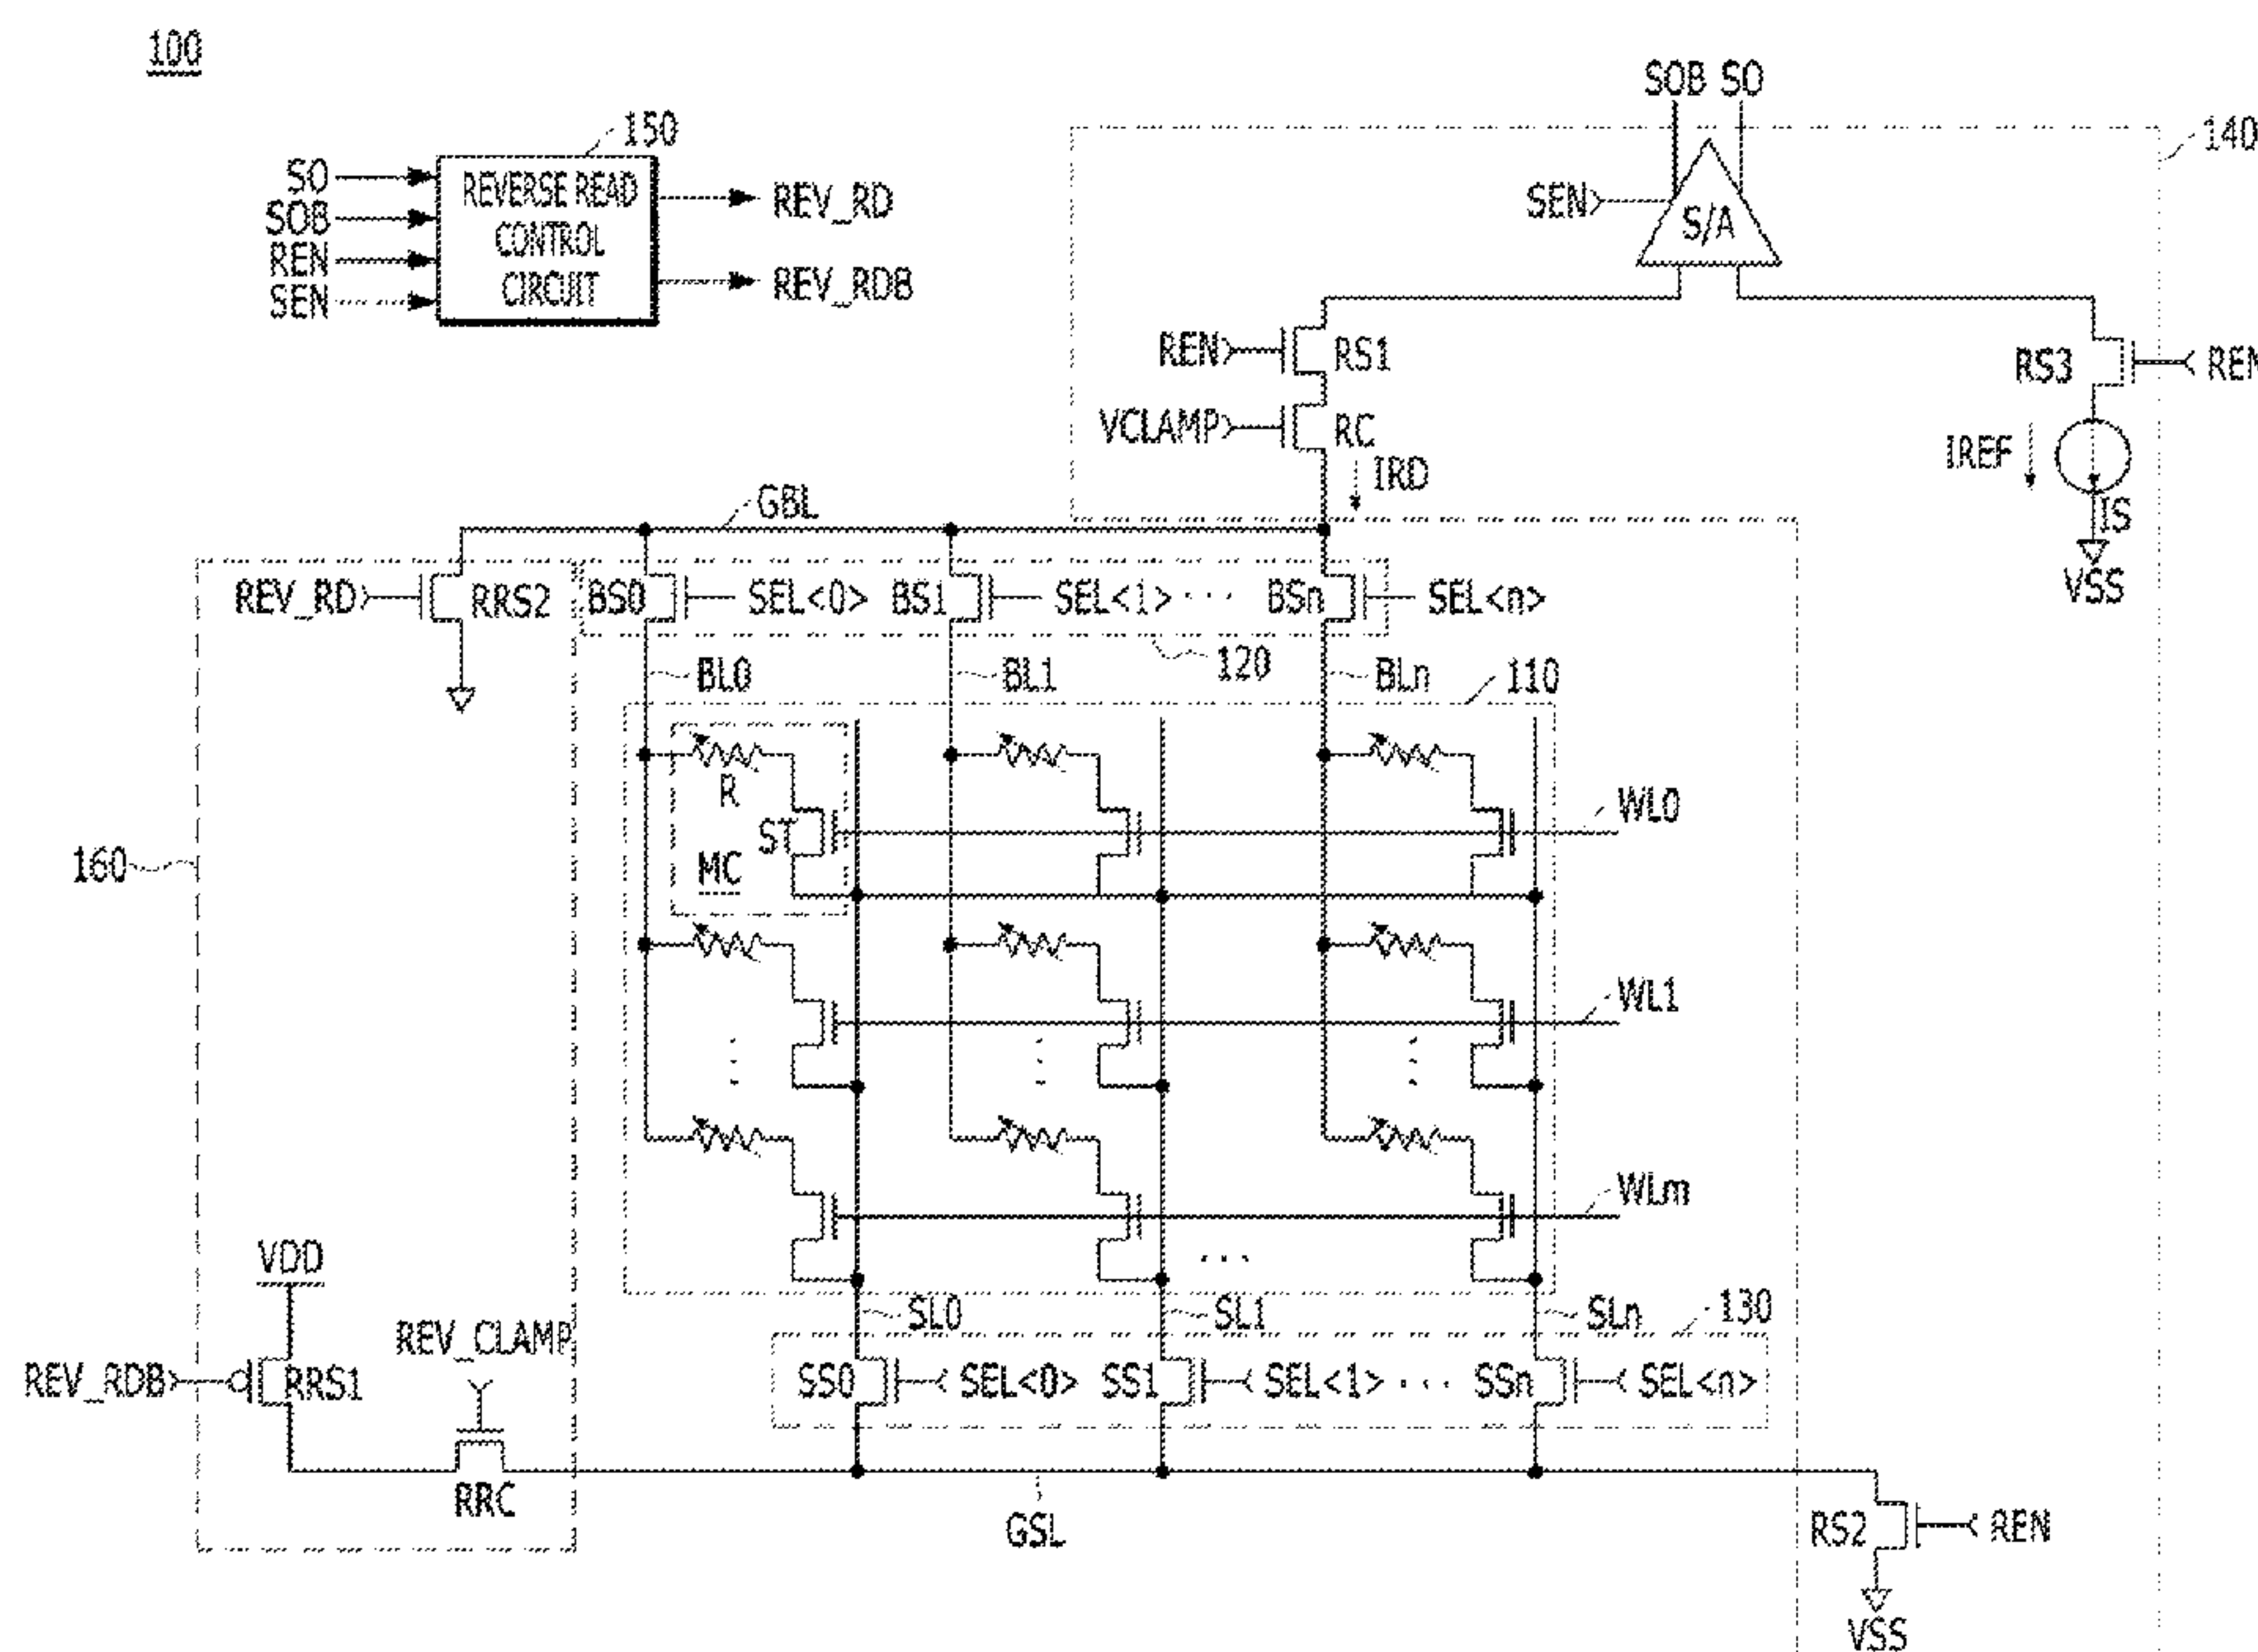 100
150
SO
SOB
REN
SEN
REVERSE READ
CONTROL
CIRCUIT
REV_RD
REV_RDB
SOB SO
140
SEN
S/A
REN
RS1
RS3
REN
VCLAMP
RC
IRD
IREF
IS
VSS
GBL
REV_RD
RRS2
BS0
SEL<0>
BS1
SEL<1>
...
BSn
SEL<n>
120
BL0
BL1
BLn
110
R
ST
MC
WL0
160
WL1
WLm
...
VDD
REV_CLAMP
SL0
SL1
SLn
130
REV_RDB
RRS1
SS0
SEL<0>
SS1
SEL<1>
...
SSn
SEL<n>
RRC
GSL
RS2
REN
VSS